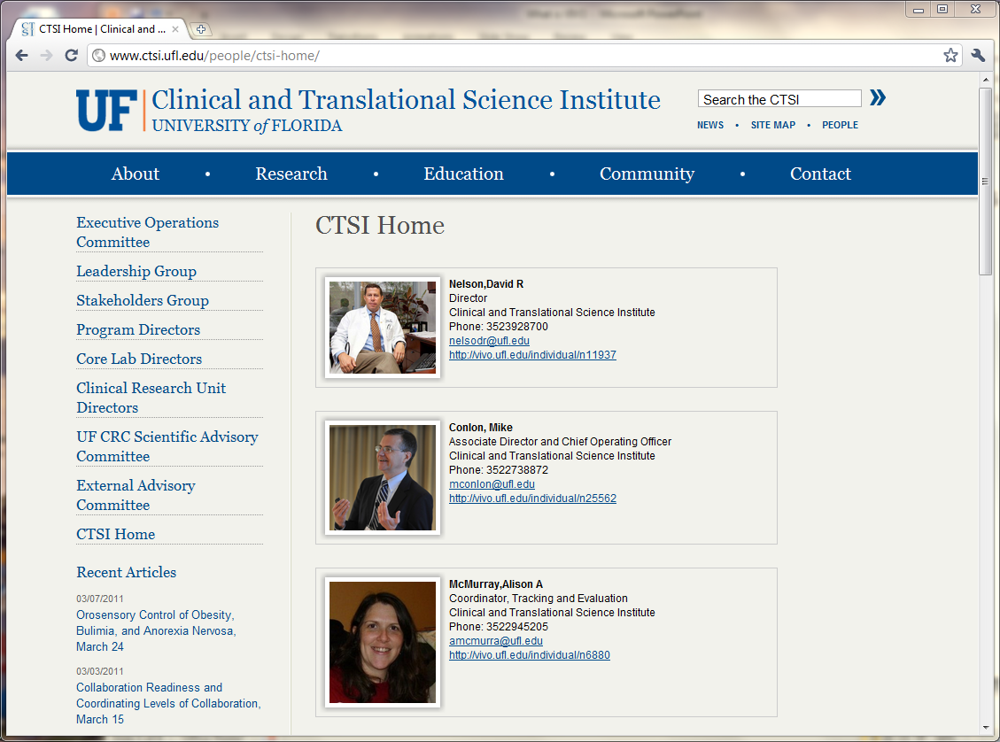 CTSI Home | Clinical and ...
www.ctsi.ufl.edu/people/ctsi-home/
UF
Clinical and Translational Science Institute
UNIVERSITY of FLORIDA
Search the CTSI
NEWS • SITE MAP • PEOPLE
About • Research • Education • Community • Contact
Executive Operations
Committee
Leadership Group
Stakeholders Group
Program Directors
Core Lab Directors
Clinical Research Unit
Directors
UF CRC Scientific Advisory
Committee
External Advisory
Committee
CTSI Home
Recent Articles
03/07/2011
Orosensory Control of Obesity,
Bulimia, and Anorexia Nervosa,
March 24
03/03/2011
Collaboration Readiness and
Coordinating Levels of Collaboration,
March 15
CTSI Home
Nelson,David R
Director
Clinical and Translational Science Institute
Phone: 3523928700
nelsodr@ufl.edu
http://vivo.ufl.edu/individual/n11937
Conlon, Mike
Associate Director and Chief Operating Officer
Clinical and Translational Science Institute
Phone: 3522738872
mconlon@ufl.edu
http://vivo.ufl.edu/individual/n25562
McMurray,Alison A
Coordinator, Tracking and Evaluation
Clinical and Translational Science Institute
Phone: 3522945205
amcmurra@ufl.edu
http://vivo.ufl.edu/individual/n6880